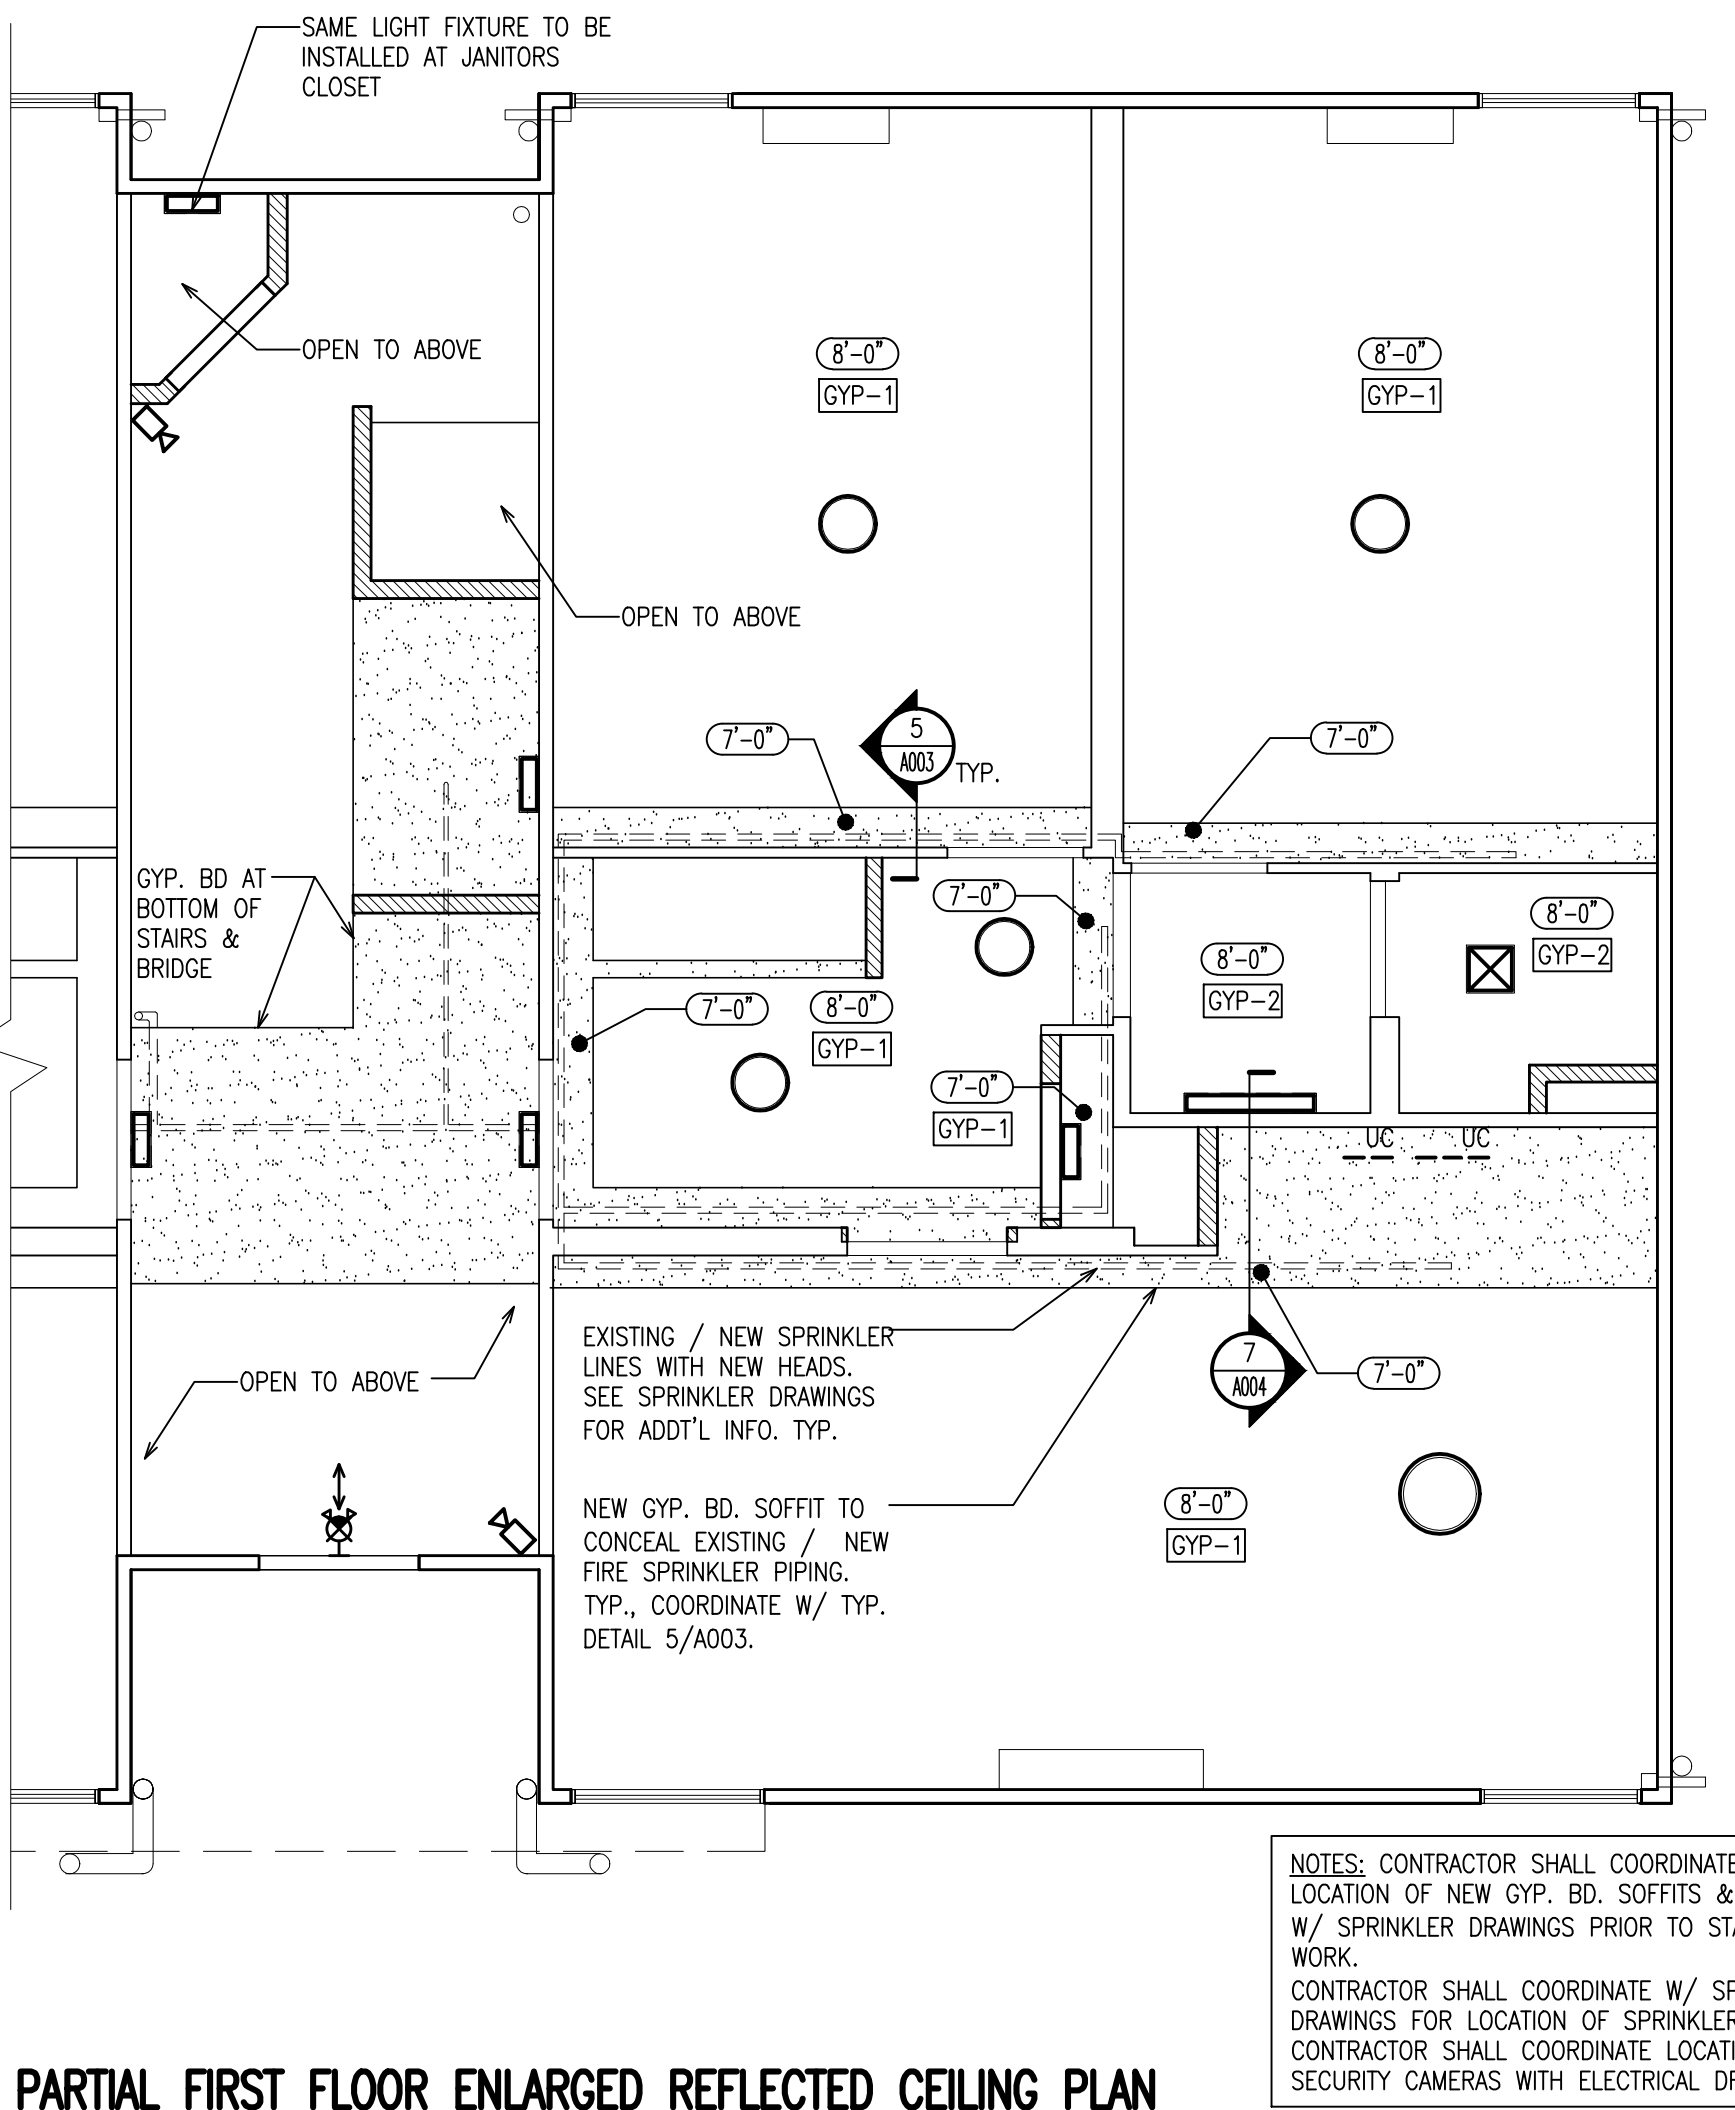 SAME LIGHT FIXTURE TO BE
INSTALLED AT JANITORS
CLOSET
OPEN TO ABOVE
8'-0"
GYP-1
8'-0"
GYP-1
OPEN TO ABOVE
7'-0"
5
A003
TYP.
7'-0"
GYP. BD AT
BOTTOM OF
STAIRS &
BRIDGE
7'-0"
8'-0"
GYP-2
8'-0"
GYP-2
7'-0"
8'-0"
GYP-1
7'-0"
GYP-1
UC
UC
EXISTING / NEW SPRINKLER
LINES WITH NEW HEADS.
SEE SPRINKLER DRAWINGS
FOR ADDT'L INFO. TYP.
OPEN TO ABOVE
7
A004
7'-0"
8'-0"
GYP-1
NEW GYP. BD. SOFFIT TO
CONCEAL EXISTING / NEW
FIRE SPRINKLER PIPING.
TYP., COORDINATE W/ TYP.
DETAIL 5/A003.
NOTES: CONTRACTOR SHALL COORDINATE
LOCATION OF NEW GYP. BD. SOFFITS &
W/ SPRINKLER DRAWINGS PRIOR TO
WORK.
CONTRACTOR SHALL COORDINATE W/
DRAWINGS FOR LOCATION OF SPRINKLER
CONTRACTOR SHALL COORDINATE
SECURITY CAMERAS WITH ELECTRICAL
PARTIAL FIRST FLOOR ENLARGED REFLECTED CEILING PLAN